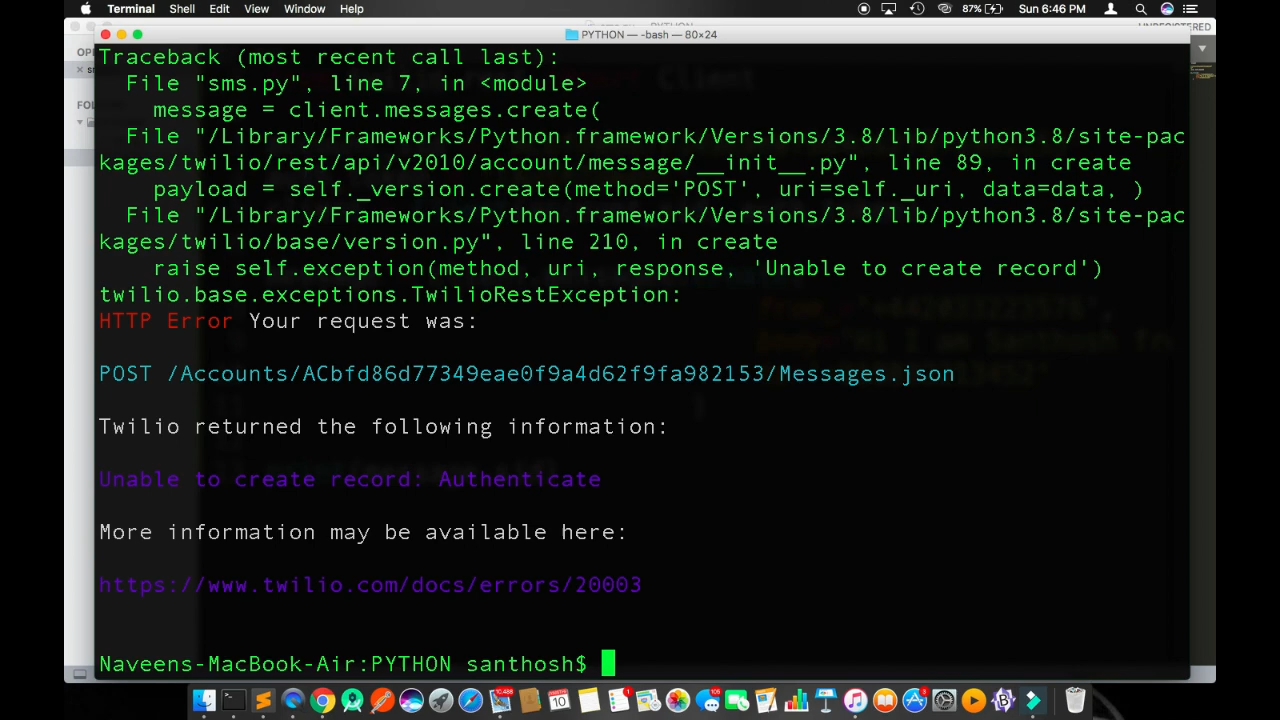 Terminal Shell Edit View Window Help 87% Sun 6:46 PM
PYTHON — -bash — 80×24
Traceback (most recent call last):
File "sms.py", line 7, in <module>
message = client.messages.create(
File "/Library/Frameworks/Python.framework/Versions/3.8/lib/python3.8/site-pac
kages/twilio/rest/api/v2010/account/message/__init__.py", line 89, in create
payload = self._version.create(method='POST', uri=self._uri, data=data, )
File "/Library/Frameworks/Python.framework/Versions/3.8/lib/python3.8/site-pac
kages/twilio/base/version.py", line 210, in create
raise self.exception(method, uri, response, 'Unable to create record')
twilio.base.exceptions.TwilioRestException:
HTTP Error Your request was:
POST /Accounts/ACbfd86d77349eae0f9a4d62f9fa982153/Messages.json
Twilio returned the following information:
Unable to create record: Authenticate
More information may be available here:
https://www.twilio.com/docs/errors/20003
Naveens-MacBook-Air:PYTHON santhosh$